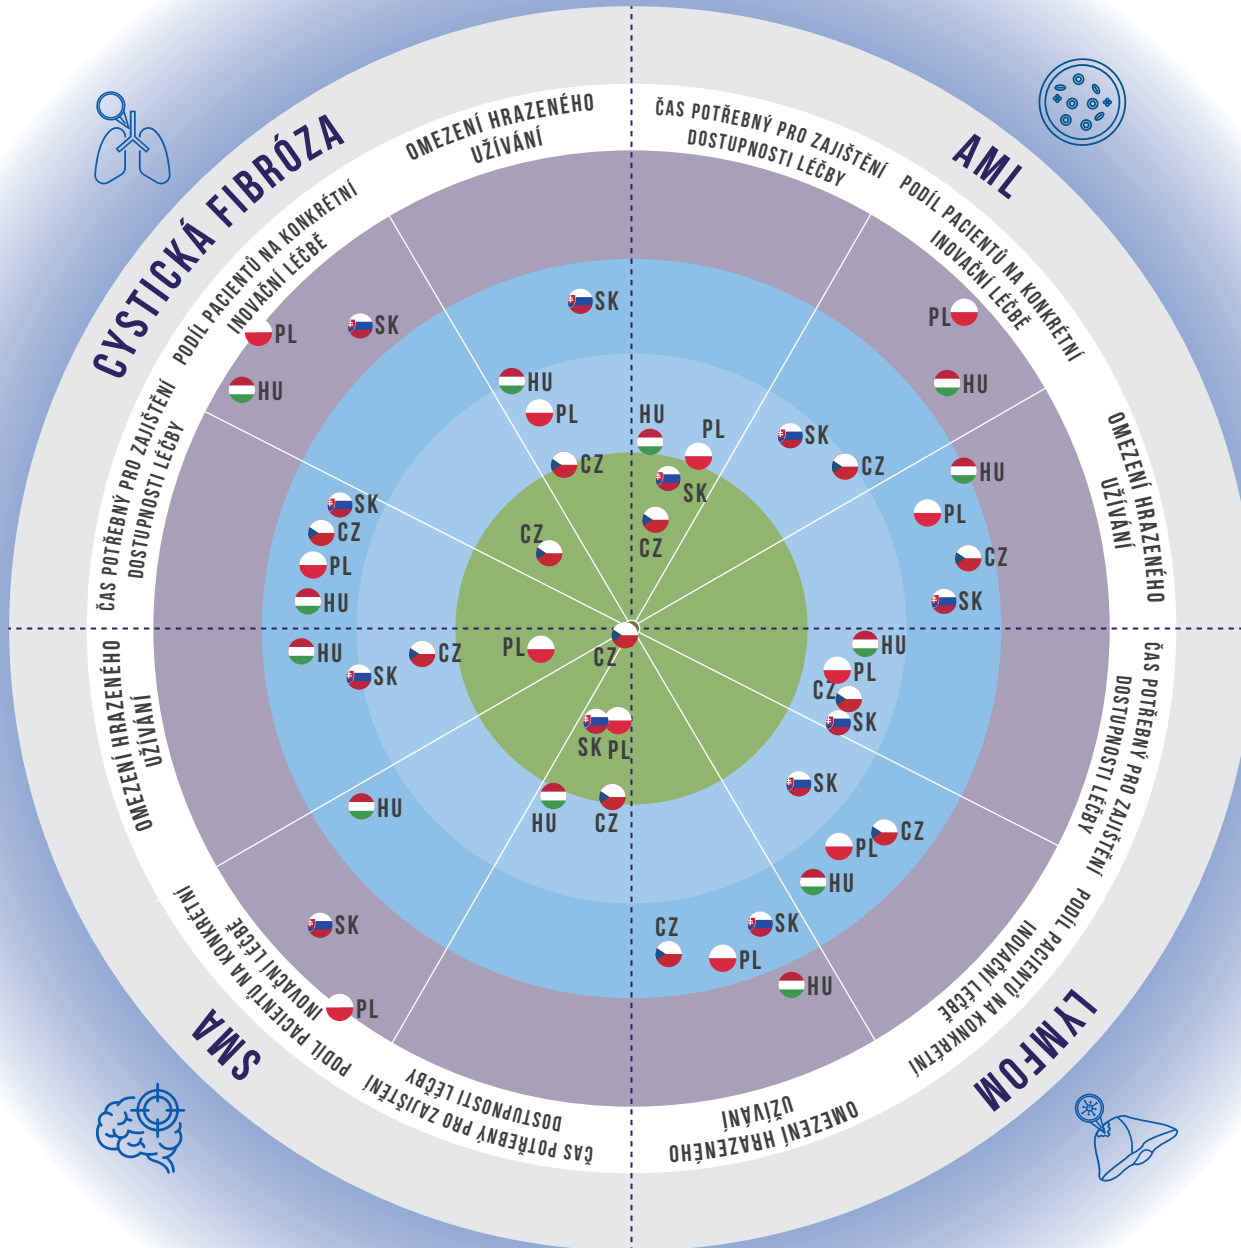 CYSTICKÁ FIBRÓZA
OMEZENÍ HRAZENÉHO
UŽÍVÁNÍ
PODÍL PACIENTŮ NA KONKRÉTNÍ
INOVAČNÍ LÉČBĚ
ČAS POTŘEBNÝ PRO ZAJIŠTĚNÍ
DOSTUPNOSTI LÉČBY
SK
HU
PL
CZ
PL
SK
HU
CZ
SK
CZ
PL
HU
AML
ČAS POTŘEBNÝ PRO ZAJIŠTĚNÍ
DOSTUPNOSTI LÉČBY
PODÍL PACIENTŮ NA KONKRÉTNÍ
INOVAČNÍ LÉČBĚ
OMEZENÍ HRAZENÉHO
UŽÍVÁNÍ
HU
PL
SK
CZ
PL
HU
SK
CZ
HU
PL
CZ
SK
LYMFOM
ČAS POTŘEBNÝ PRO ZAJIŠTĚNÍ
DOSTUPNOSTI LÉČBY
PODÍL PACIENTŮ NA KONKRÉTNÍ
INOVAČNÍ LÉČBĚ
OMEZENÍ HRAZENÉHO
UŽÍVÁNÍ
HU
PL
CZ
SK
SK
CZ
PL
HU
SK
CZ
PL
HU
SMA
ČAS POTŘEBNÝ PRO ZAJIŠTĚNÍ
DOSTUPNOSTI LÉČBY
PODÍL PACIENTŮ NA KONKRÉTNÍ
INOVAČNÍ LÉČBĚ
OMEZENÍ HRAZENÉHO
UŽÍVÁNÍ
CZ
SK
PL
HU
CZ
HU
SK
PL
HU
SK
CZ
PL